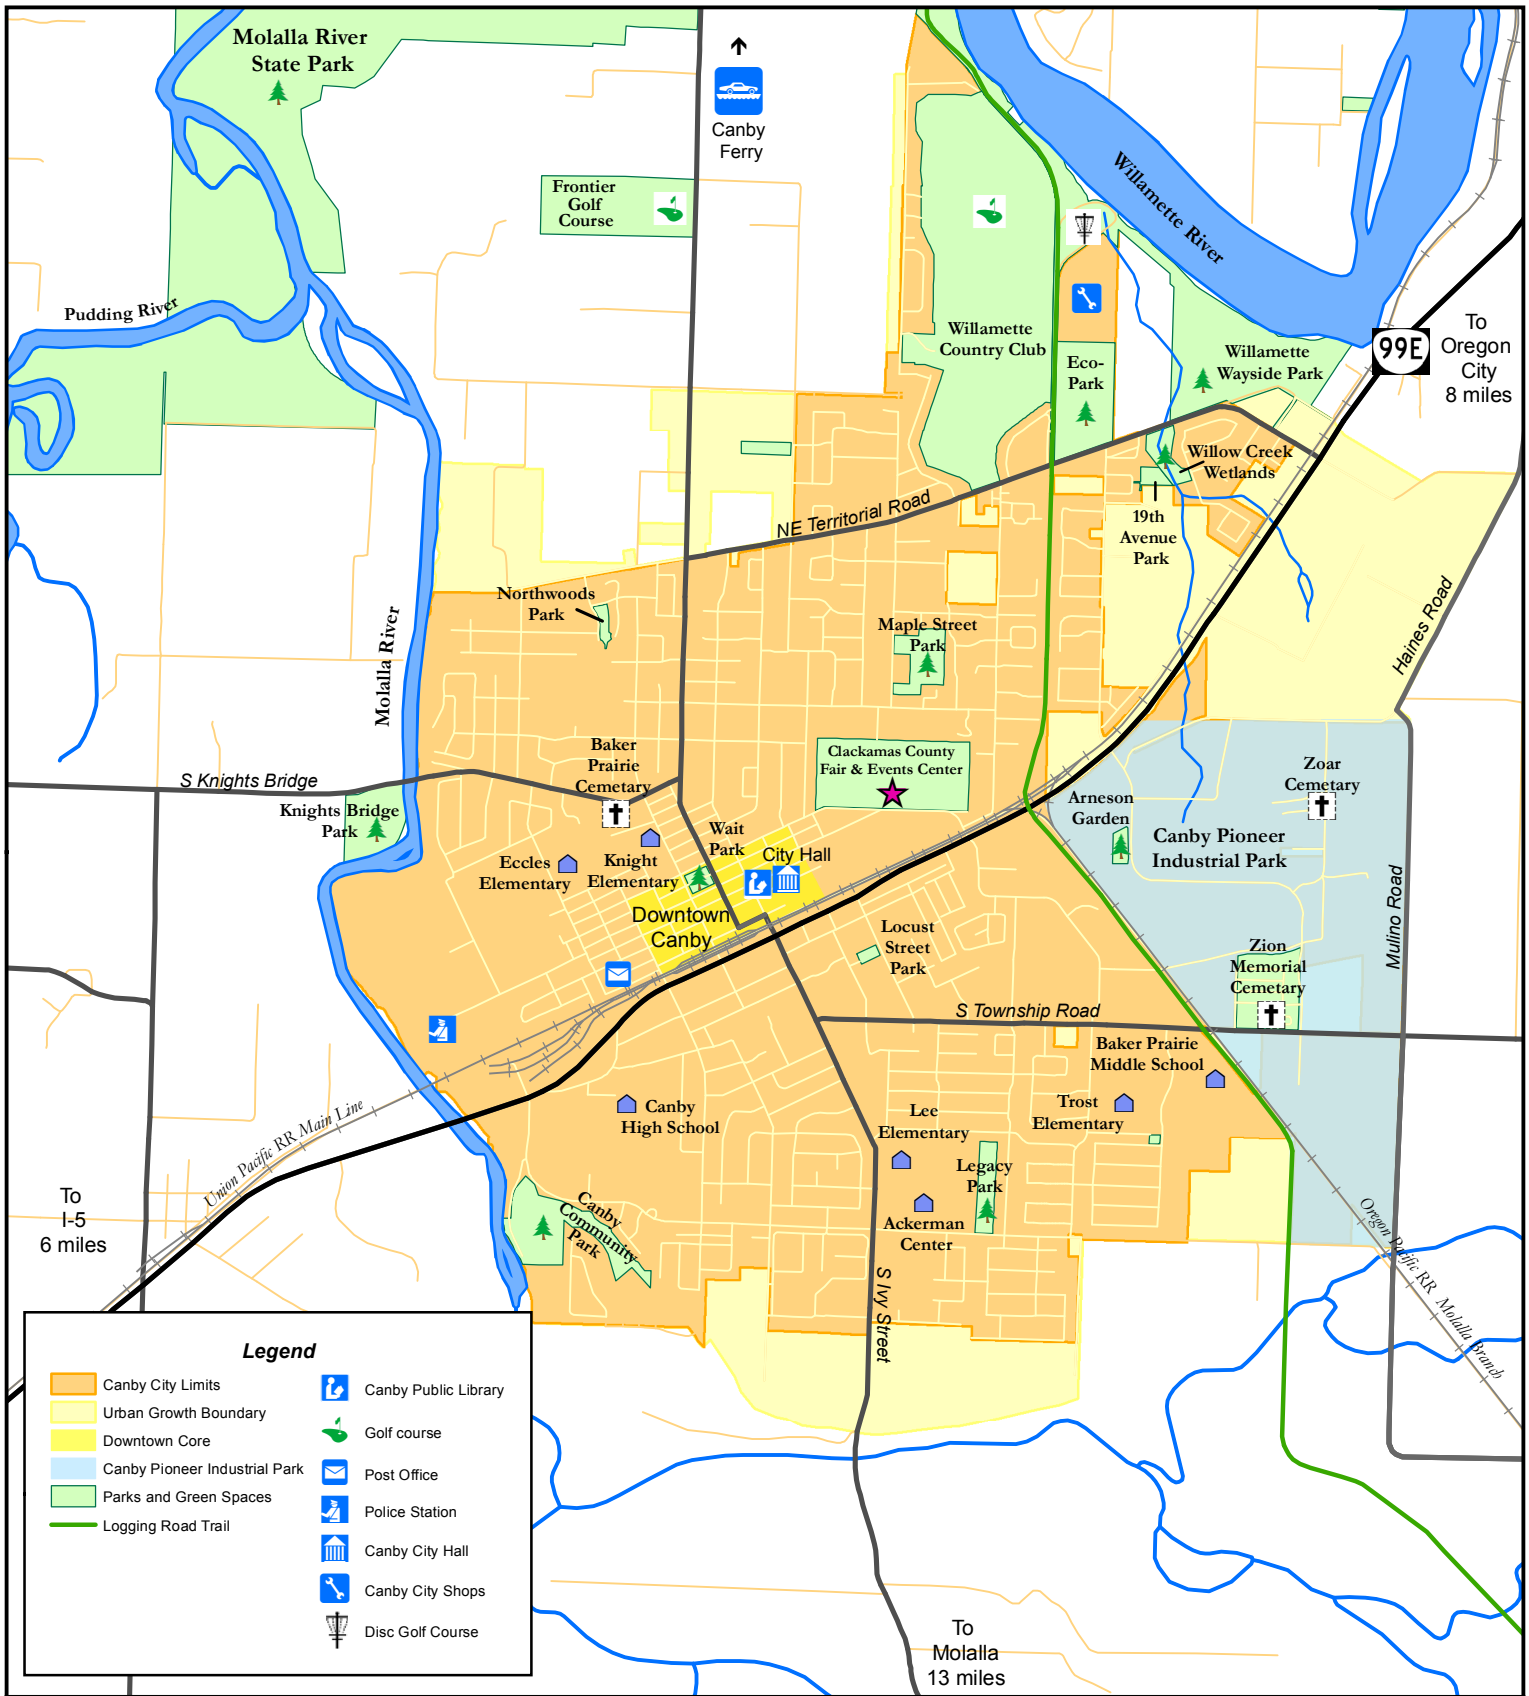 Molalla River
State Park
Canby
Ferry
Frontier
Golf
Course
Willamette River
Pudding River
Willamette
Country Club
Eco-
Park
Willamette
Wayside Park
99E
To
Oregon
City
8 miles
Willow Creek
Wetlands
NE Territorial Road
19th
Avenue
Park
Northwoods
Park
Maple Street
Park
Haines Road
Molalla River
Baker
Prairie
Cemetary
Clackamas County
Fair & Events Center
S Knights Bridge
Knights Bridge
Park
Zoar
Cemetary
Arneson
Garden
Canby Pioneer
Industrial Park
Wait
Park
City Hall
Eccles
Elementary
Knight
Elementary
Downtown
Canby
Locust
Street
Park
Mulino Road
Zion
Memorial
Cemetary
S Township Road
Baker Prairie
Middle School
Trost
Elementary
Lee
Elementary
Canby
High School
Union Pacific RR Main Line
Legacy
Park
Ackerman
Center
Canby
Community
Park
To
I-5
6 miles
Oregon Pacific RR Molalla Branch
S Ivy Street
Legend
Canby City Limits
Urban Growth Boundary
Downtown Core
Canby Pioneer Industrial Park
Parks and Green Spaces
Logging Road Trail
Canby Public Library
Golf course
Post Office
Police Station
Canby City Hall
Canby City Shops
Disc Golf Course
To
Molalla
13 miles